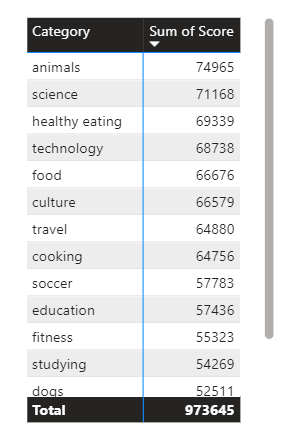 Category Sum of Score
animals 74965
science 71168
healthy eating 69339
technology 68738
food 66676
culture 66579
travel 64880
cooking 64756
soccer 57783
education 57436
fitness 55323
studying 54269
dogs 52511
Total 973645